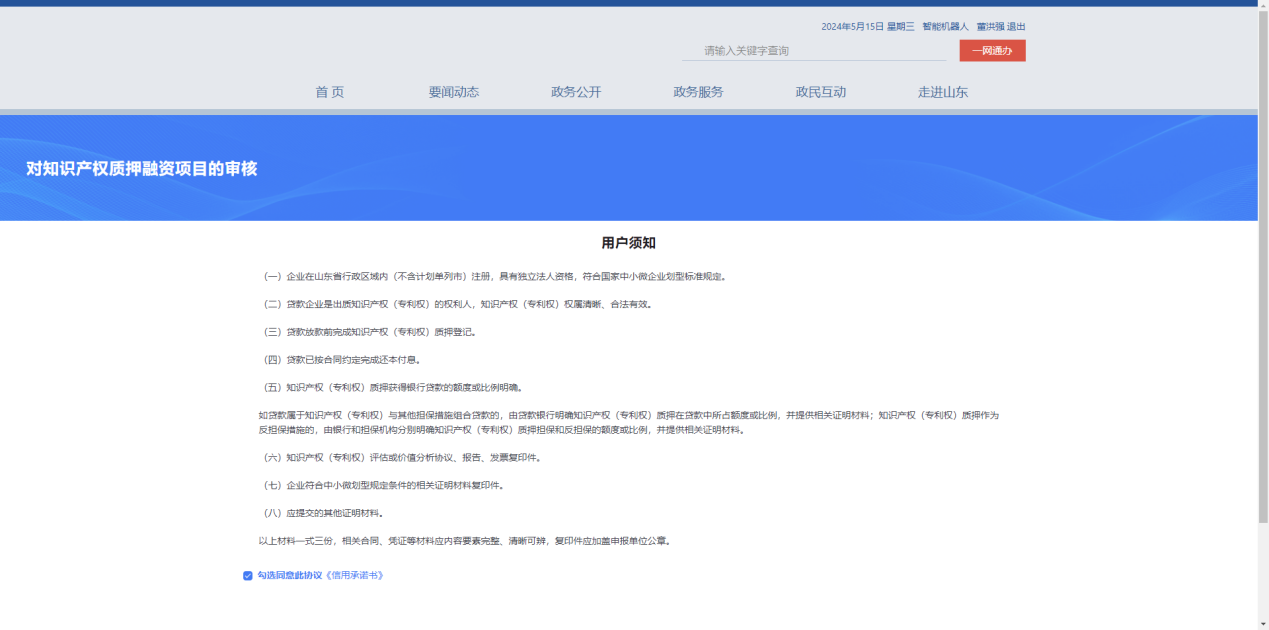 2024年5月15日 星期三 智能机器人 董洪强 退出
请输入关键字查询
一网通办
首 页 要闻动态 政务公开 政务服务 政民互动 走进山东
对知识产权质押融资项目的审核
用户须知
（一）企业在山东省行政区域内（不含计划单列市）注册，具有独立法人资格，符合国家中小微企业划型标准规定。
（二）贷款企业是出质知识产权（专利权）的权利人，知识产权（专利权）权属清晰、合法有效。
（三）贷款放款前完成知识产权（专利权）质押登记。
（四）贷款已按合同约定完成还本付息。
（五）知识产权（专利权）质押获得银行贷款的额度或比例明确。
如贷款属于知识产权（专利权）与其他担保措施组合贷款的，由贷款银行明确知识产权（专利权）质押在贷款中所占额度或比例，并提供相关证明材料；知识产权（专利权）质押作为
反担保措施的，由银行和担保机构分别明确知识产权（专利权）质押担保和反担保的额度或比例，并提供相关证明材料。
（六）知识产权（专利权）评估或价值分析协议、报告、发票复印件。
（七）企业符合中小微划型规定条件的相关证明材料复印件。
（八）应提交的其他证明材料。
以上材料一式三份，相关合同、凭证等材料应内容要素完整、清晰可辨，复印件应加盖申报单位公章。
勾选同意此协议《信用承诺书》